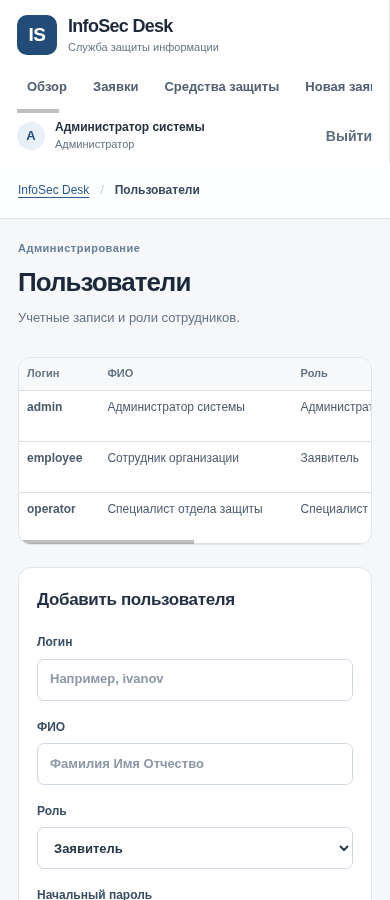 IS
InfoSec Desk
Служба защиты информации
Обзор Заявки Средства защиты Новая зая
А
Администратор системы
Администратор
Выйти
InfoSec Desk / Пользователи
Администрирование
Пользователи
Учетные записи и роли сотрудников.
Логин ФИО Роль
admin Администратор системы Администрат
employee Сотрудник организации Заявитель
operator Специалист отдела защиты Специалист
Добавить пользователя
Логин
Например, ivanov
ФИО
Фамилия Имя Отчество
Роль
Заявитель
Начальный пароль